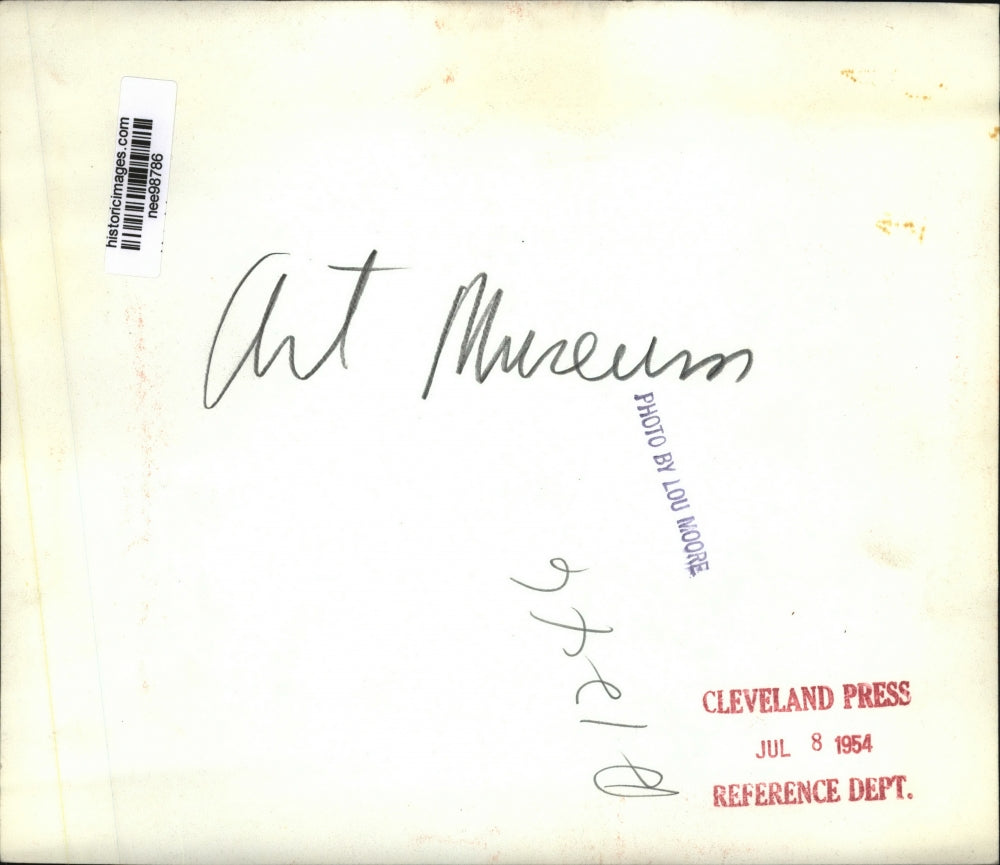 historicimages.com
nee98786
Art Museum
PHOTO BY LOU MOORE
CLEVELAND PRESS
JUL 8 1954
REFERENCE DEPT.